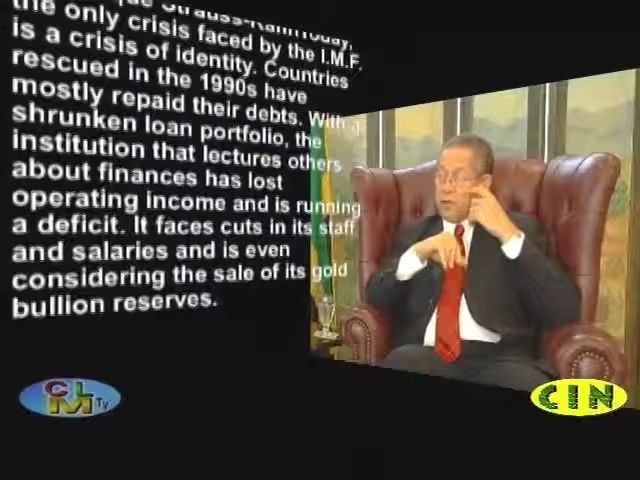 Strauss-KahnToday,
the only crisis faced by the I.M.F.
is a crisis of identity. Countries
rescued in the 1990s have
mostly repaid their debts. With
shrunken loan portfolio, the
institution that lectures others
about finances has lost
operating income and is running
a deficit. It faces cuts in its staff
and salaries and is even
considering the sale of its gold
bullion reserves.
CLM Tv
CIN